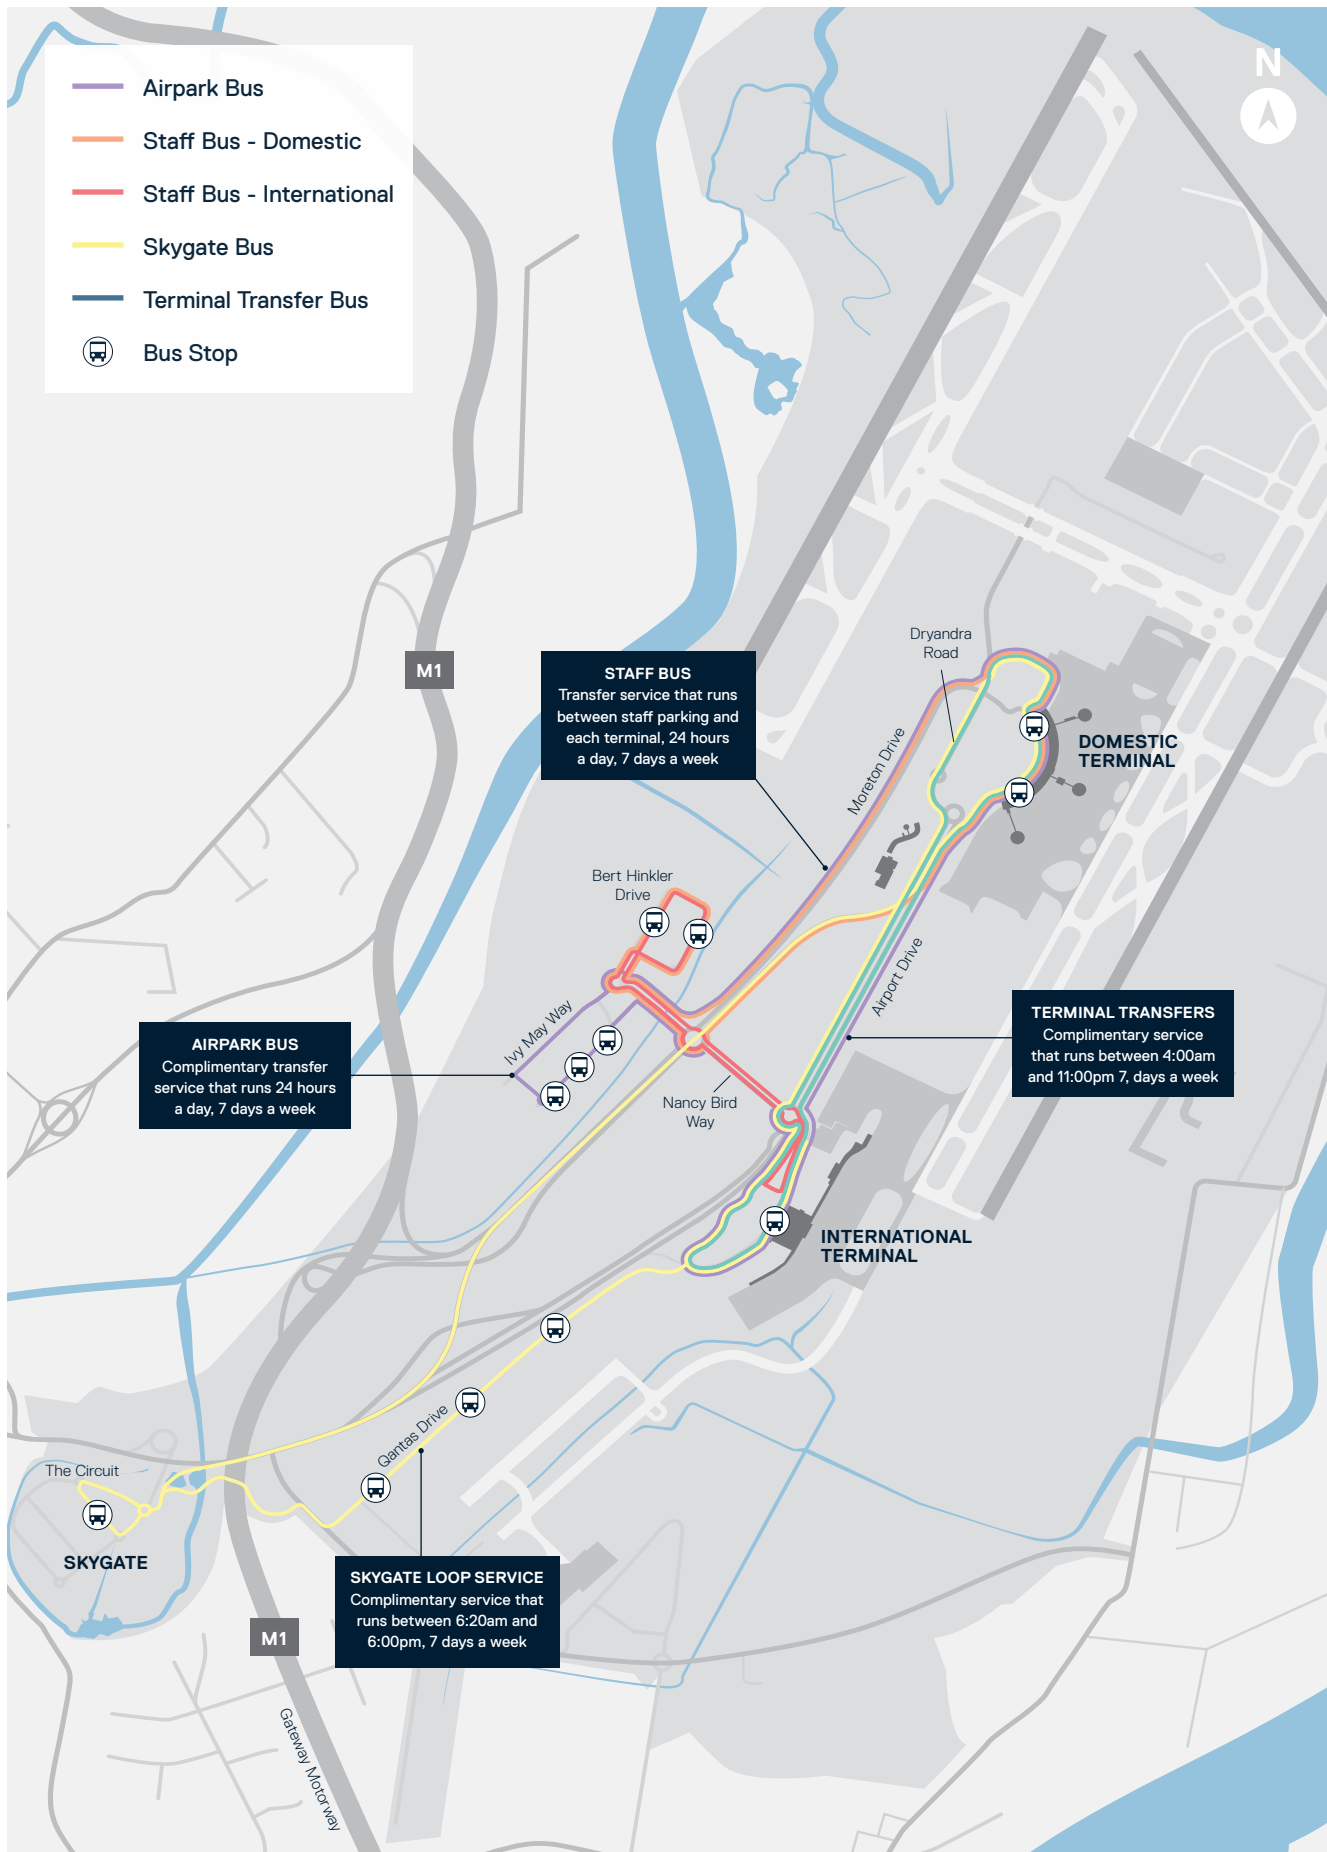 Airpark Bus
Staff Bus - Domestic
Staff Bus - International
Skygate Bus
Terminal Transfer Bus
Bus Stop
N
M1
Dryandra
Road
STAFF BUS
Transfer service that runs
between staff parking and
each terminal, 24 hours
a day, 7 days a week
DOMESTIC
TERMINAL
Moreton Drive
Bert Hinkler
Drive
Airport Drive
Ivy May Way
TERMINAL TRANSFERS
Complimentary service
that runs between 4:00am
and 11:00pm 7, days a week
AIRPARK BUS
Complimentary transfer
service that runs 24 hours
a day, 7 days a week
Nancy Bird
Way
INTERNATIONAL
TERMINAL
Qantas Drive
The Circuit
SKYGATE
SKYGATE LOOP SERVICE
Complimentary service that
runs between 6:20am and
6:00pm, 7 days a week
M1
Gateway Motorway